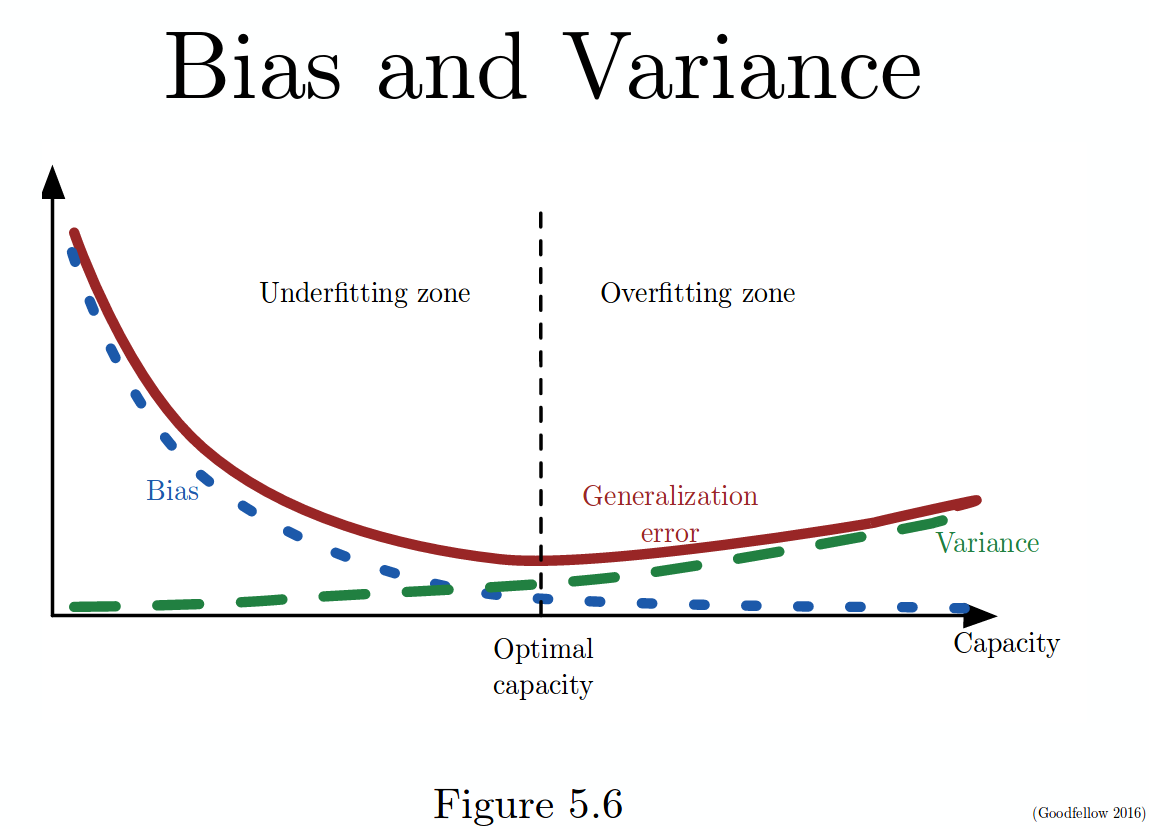 Bias and Variance
Underfitting zone
Overfitting zone
Bias
Generalization
error
Variance
Optimal
capacity
Capacity
Figure 5.6
(Goodfellow 2016)